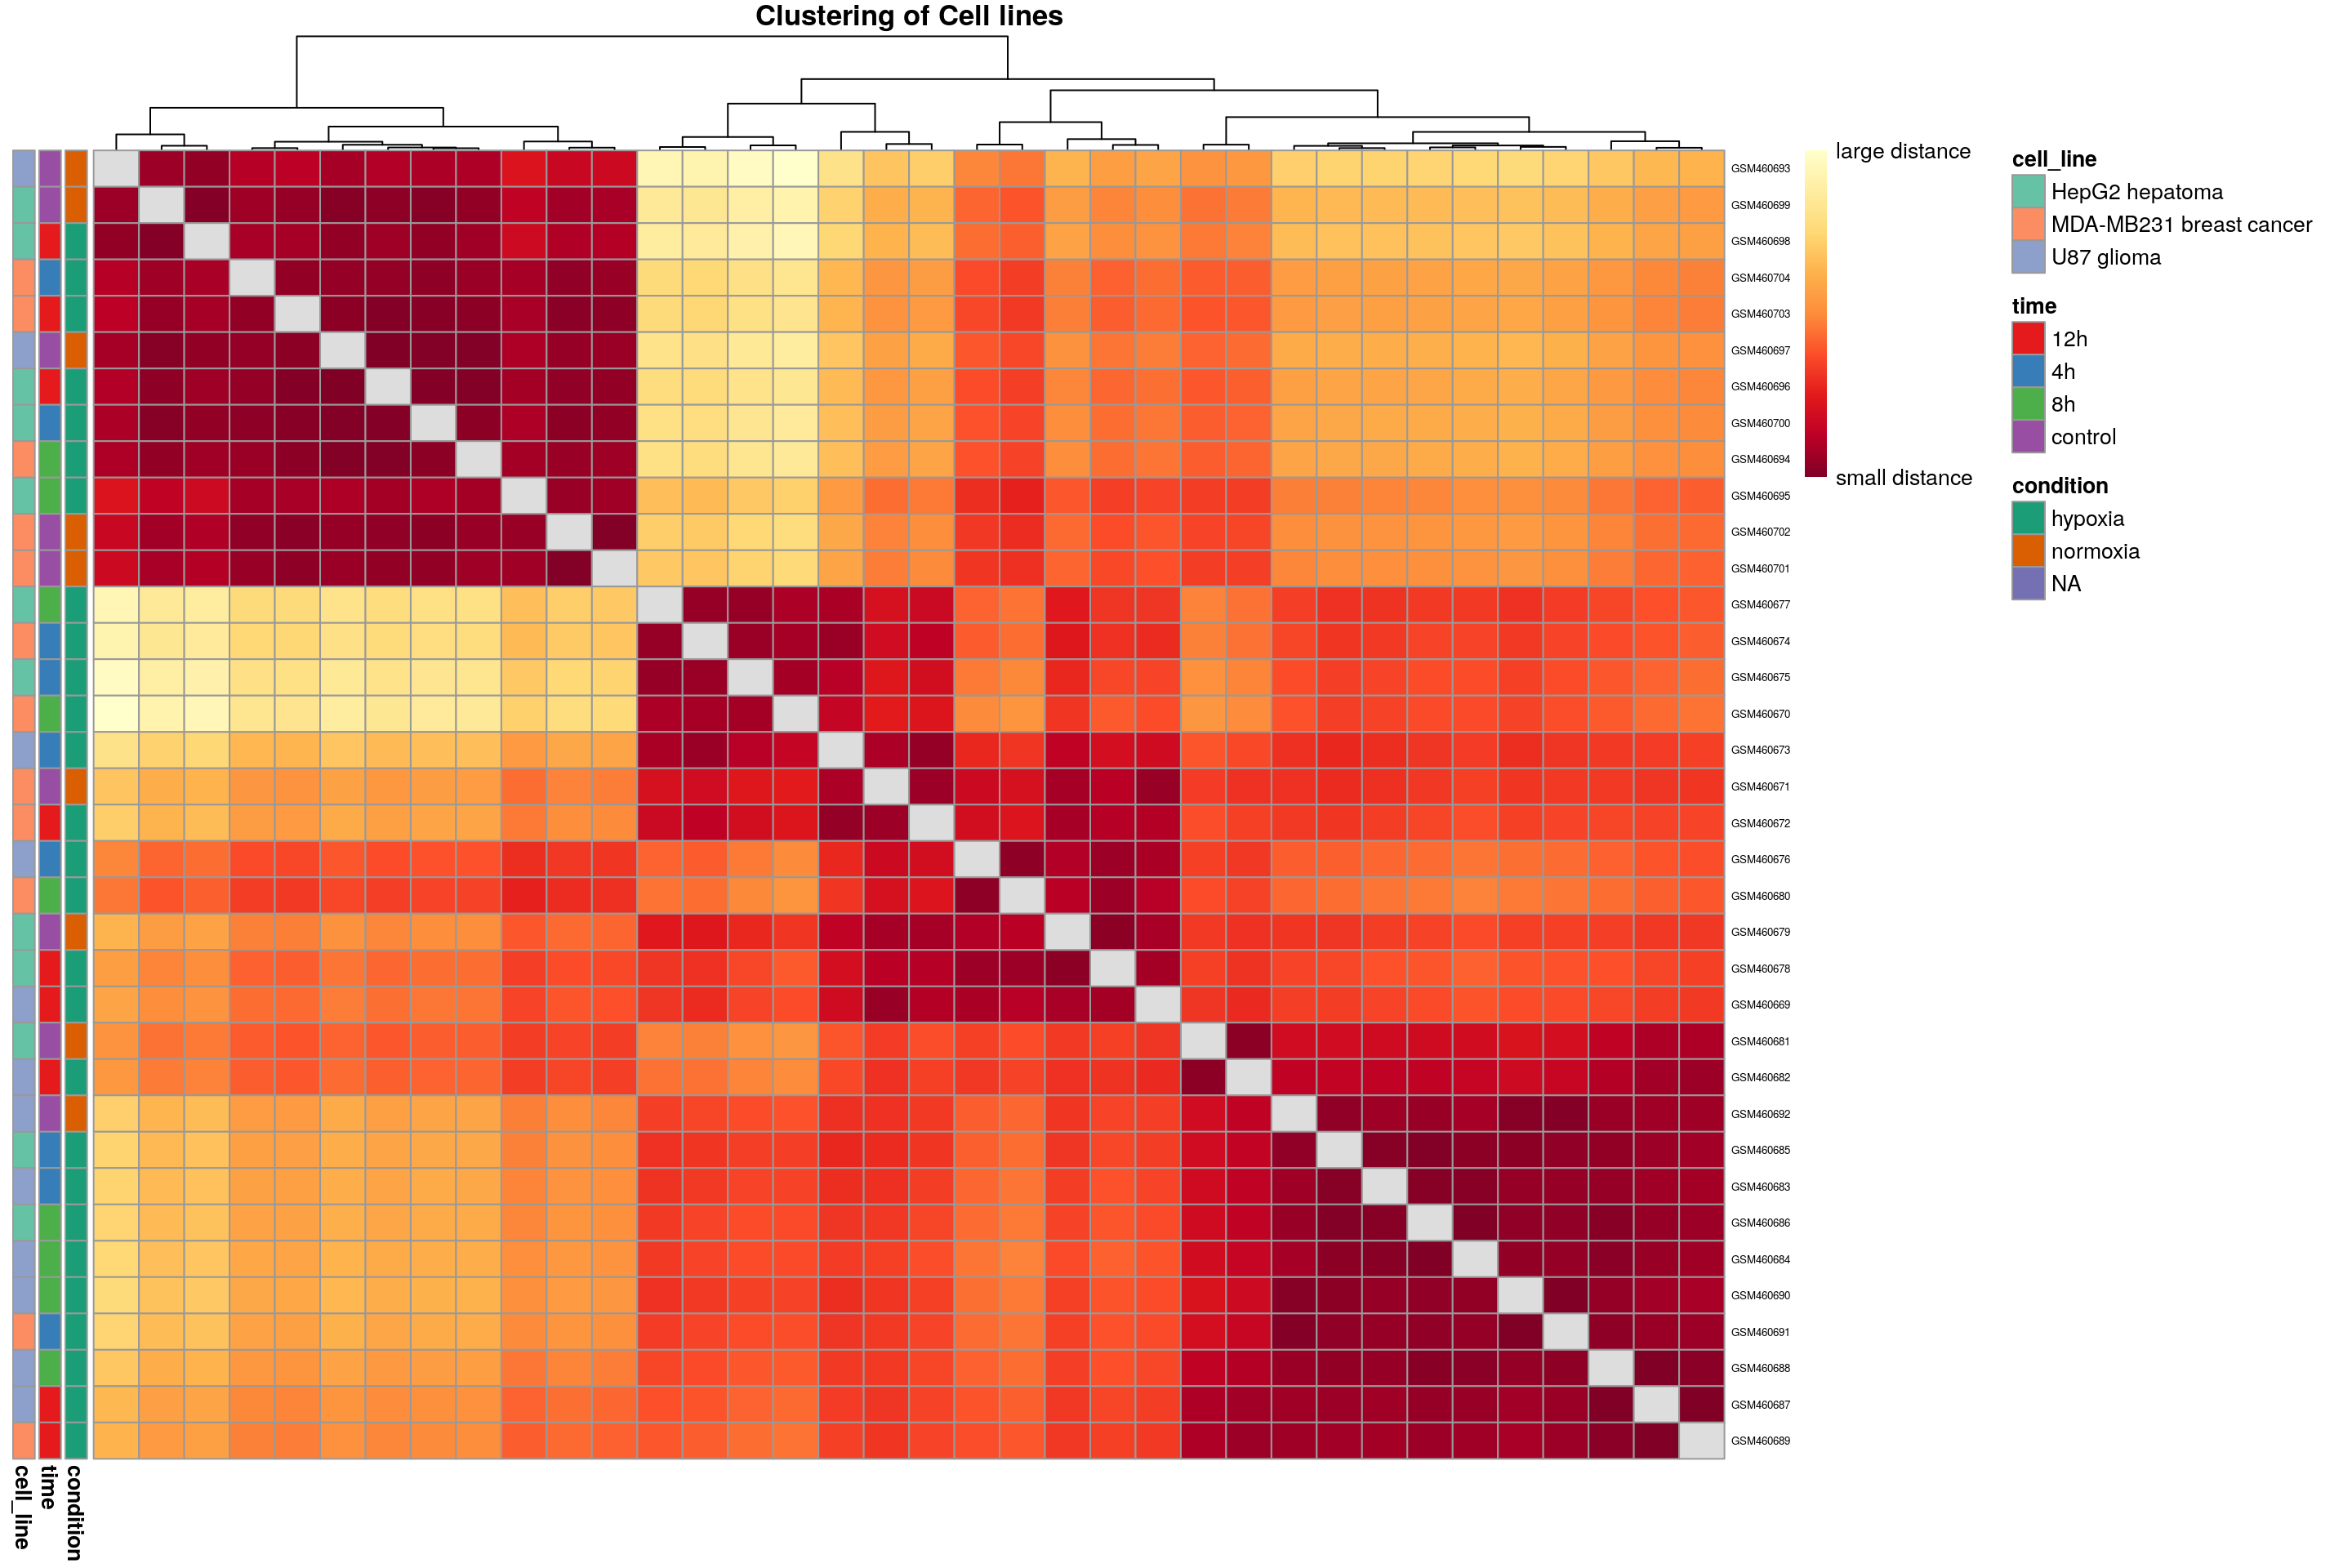 Clustering of Cell lines
GSM460693
GSM460699
GSM460698
GSM460704
GSM460703
GSM460697
GSM460696
GSM460700
GSM460694
GSM460695
GSM460702
GSM460701
GSM460677
GSM460674
GSM460675
GSM460670
GSM460673
GSM460671
GSM460672
GSM460676
GSM460680
GSM460679
GSM460678
GSM460669
GSM460681
GSM460682
GSM460692
GSM460685
GSM460683
GSM460686
GSM460684
GSM460690
GSM460691
GSM460688
GSM460687
GSM460689
large distance
small distance
cell_line
HepG2 hepatoma
MDA-MB231 breast cancer
U87 glioma
time
12h
4h
8h
control
condition
hypoxia
normoxia
NA
cell_line
time
condition